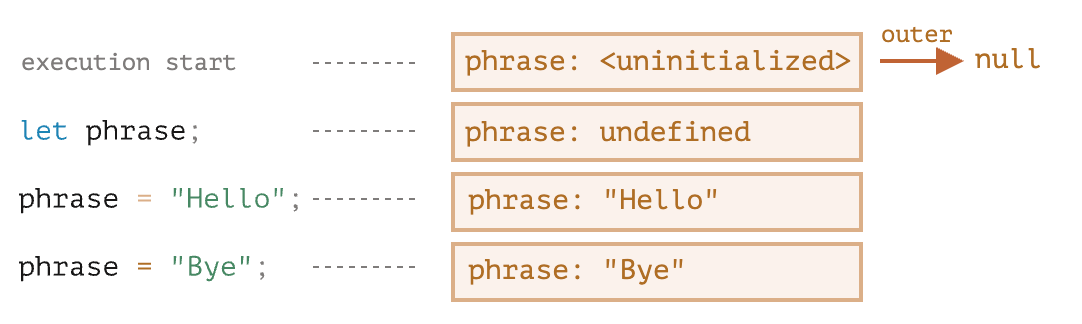 execution start --------- phrase: <uninitialized> outer null
let phrase; --------- phrase: undefined
phrase = "Hello"; --------- phrase: "Hello"
phrase = "Bye"; --------- phrase: "Bye"